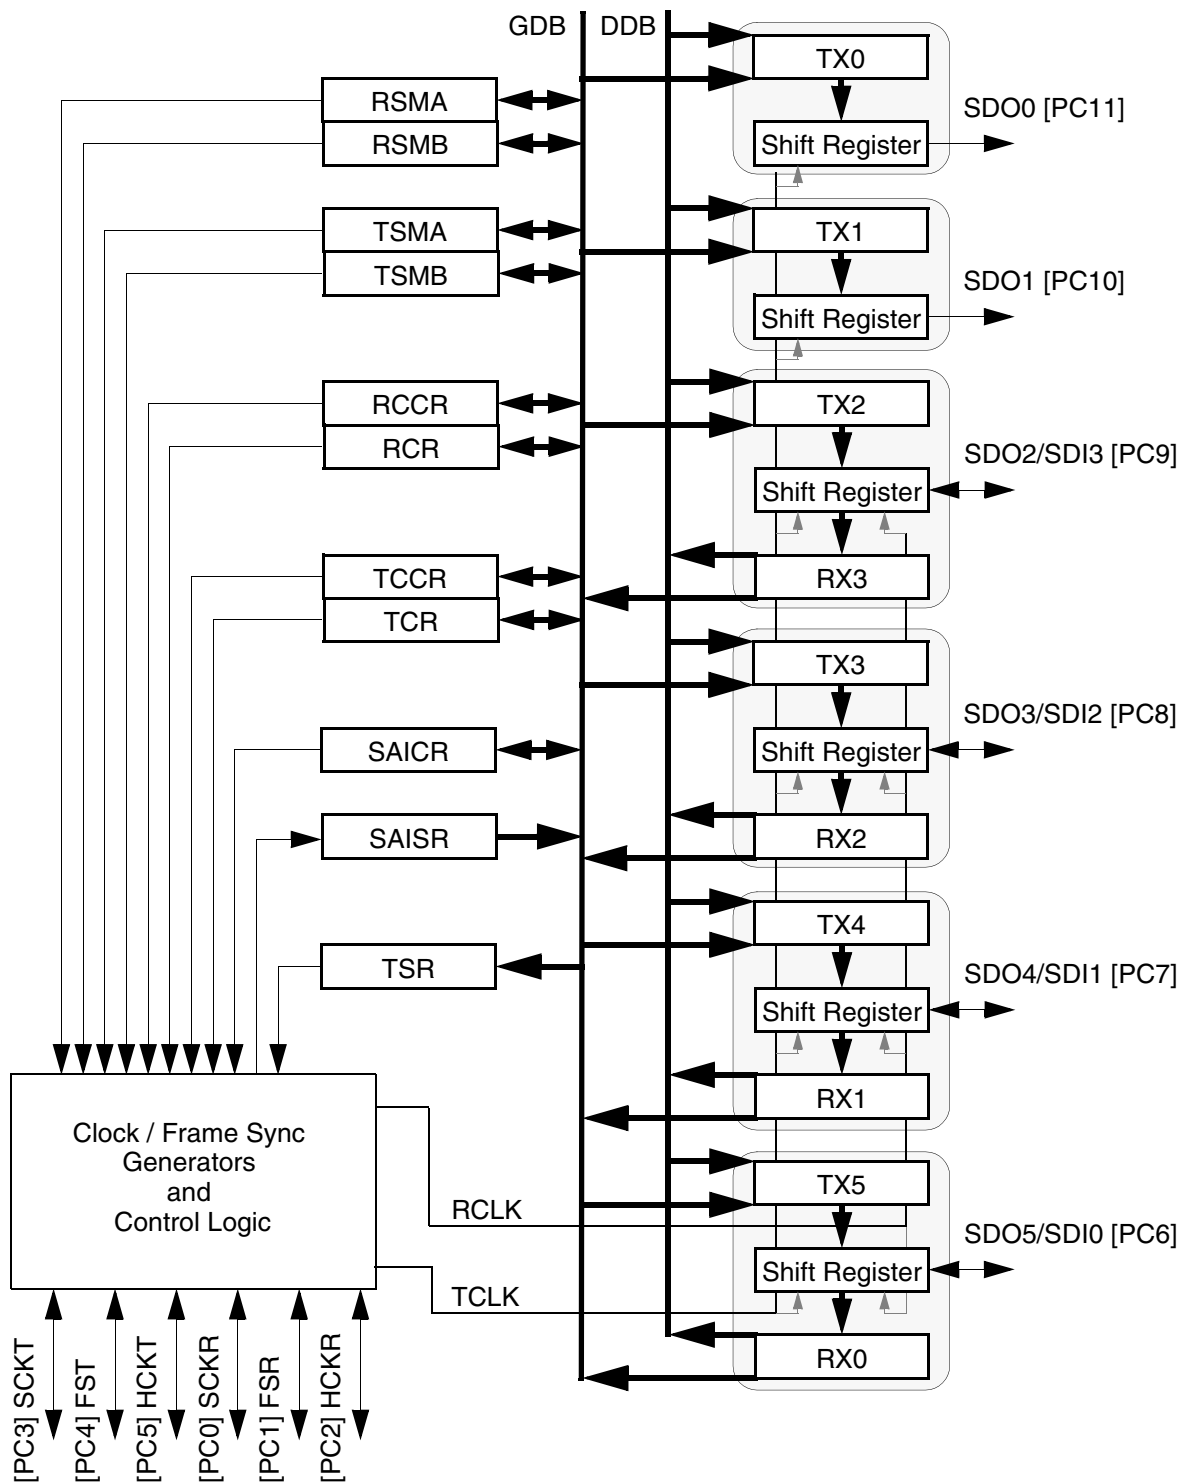 GDB DDB
TX0
RSMA
SDO0 [PC11]
RSMB
Shift Register
TSMA
TX1
TSMB
SDO1 [PC10]
Shift Register
RCCR
TX2
RCR
SDO2/SDI3 [PC9]
Shift Register
TCCR
RX3
TCR
TX3
SDO3/SDI2 [PC8]
SAICR
Shift Register
SAISR
RX2
TX4
TSR
SDO4/SDI1 [PC7]
Shift Register
RX1
Clock / Frame Sync
Generators
and
Control Logic
TX5
RCLK
SDO5/SDI0 [PC6]
Shift Register
TCLK
RX0
[PC3] SCKT
[PC4] FST
[PC5] HCKT
[PC0] SCKR
[PC1] FSR
[PC2] HCKR